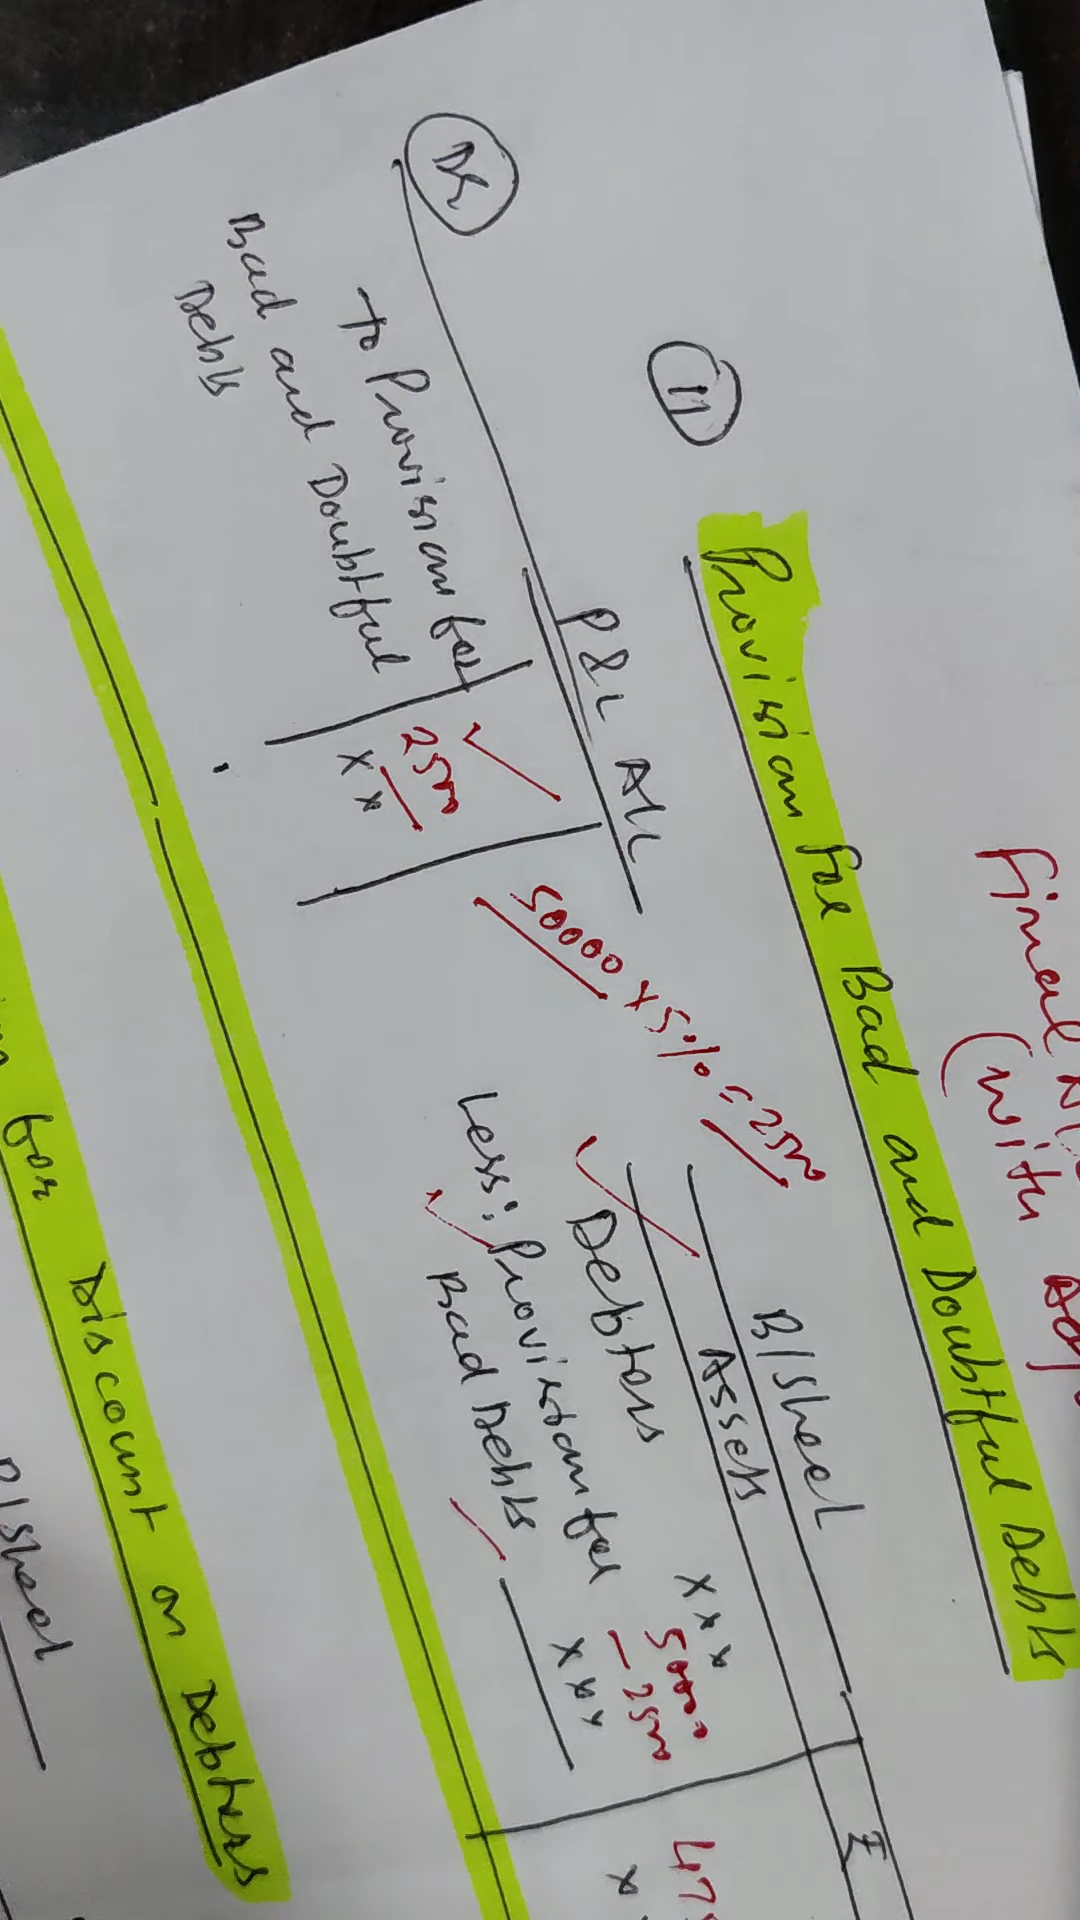 Final
(with
11
Provision for Bad and Doubtful Debts
P&L A/c
Dr
B/sheet
Assets
₹
to Provision for
Bad and Doubtful
Debts
2500
xx
50000 x 5% = 2500
Debtors xxx
50000
Less: Provision for
Bad Debts
- 2500
xxx
for Discount on Debtors
B/sheet